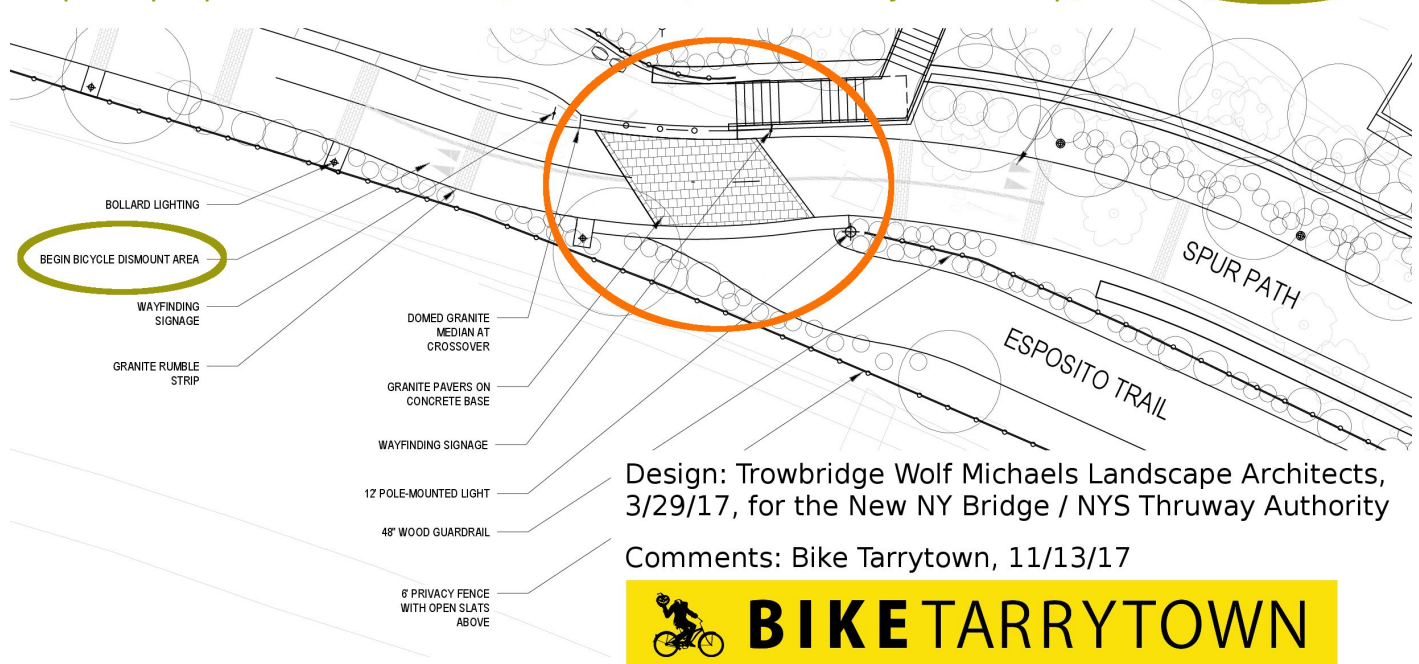 BOLLARD LIGHTING
BEGIN BICYCLE DISMOUNT AREA
WAYFINDING
SIGNAGE
GRANITE RUMBLE
STRIP
DOMED GRANITE
MEDIAN AT
CROSSOVER
GRANITE PAVERS ON
CONCRETE BASE
WAYFINDING SIGNAGE
12' POLE-MOUNTED LIGHT
48" WOOD GUARDRAIL
6' PRIVACY FENCE
WITH OPEN SLATS
ABOVE
SPUR PATH
ESPOSITO TRAIL
Design: Trowbridge Wolf Michaels Landscape Architects,
3/29/17, for the New NY Bridge / NYS Thruway Authority
Comments: Bike Tarrytown, 11/13/17
BIKETARRYTOWN